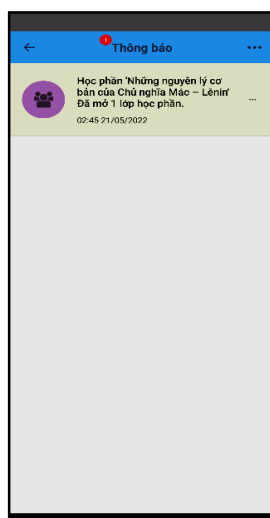 Thông báo
Học phần 'Những nguyên lý cơ
bản của Chủ nghĩa Mác – Lênin'
Đã mở 1 lớp học phần.
02:45 21/05/2022